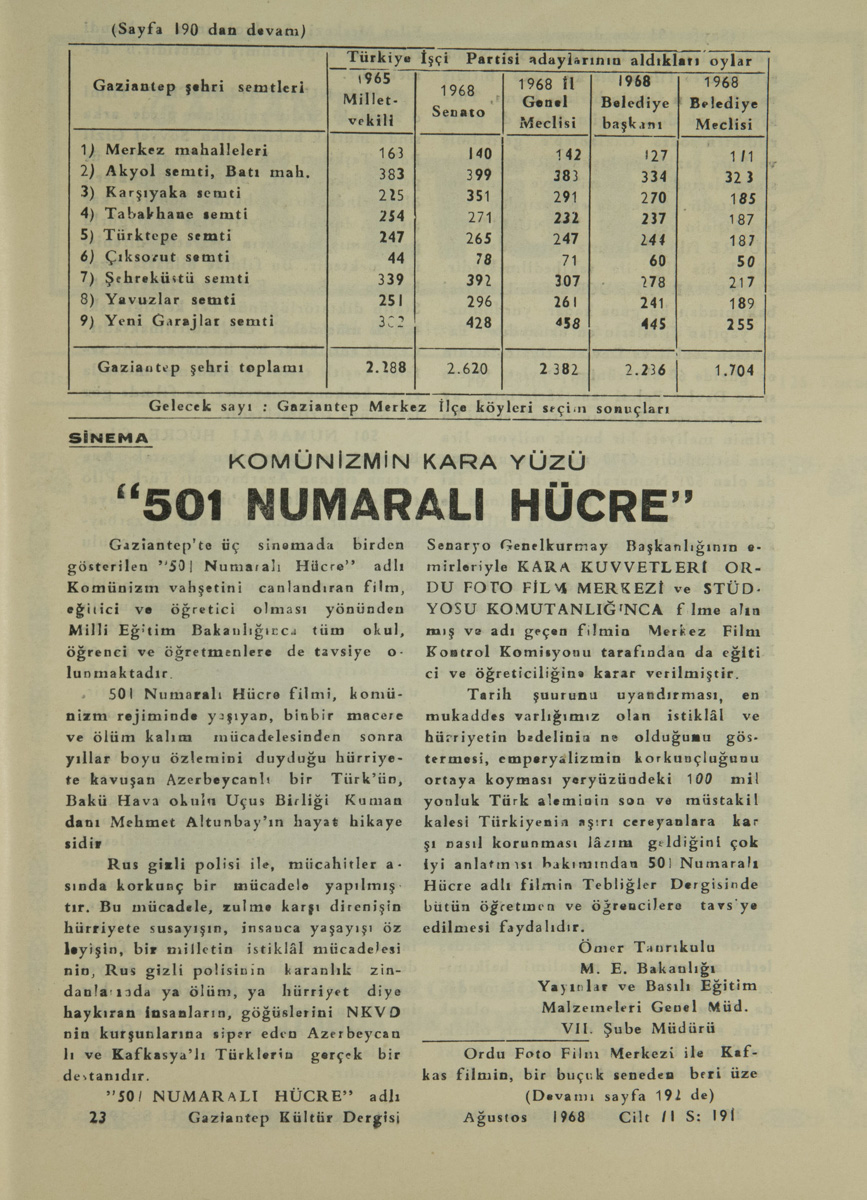 (Sayfa 190 dan devamı)
Gaziantep şehri semtleri
Türkiye İşçi Partisi adaylarının aldıkları oylar
1965 Millet-vekili
1968 Senato
1968 İl Genel Meclisi
1968 Belediye başkanı
1968 Belediye Meclisi
1) Merkez mahalleleri 163 140 142 127 111
2) Akyol semti, Batı mah. 383 399 383 334 323
3) Karşıyaka semti 225 351 291 270 185
4) Tabakhane semti 254 271 232 237 187
5) Türktepe semti 247 265 247 244 187
6) Çıksorut semti 44 78 71 60 50
7) Şehreküstü semti 339 392 307 278 217
8) Yavuzlar semti 251 296 261 241 189
9) Yeni Garajlar semti 428 458 445 255
Gaziantep şehri toplamı 2.288 2.620 2 382 2.236 1.704
Gelecek sayı : Gaziantep Merkez İlçe köyleri seçim sonuçları
SİNEMA
KOMÜNİZMİN KARA YÜZÜ
“501 NUMARALI HÜCRE”
Gaziantep'te üç sinemada birden
gösterilen "501 Numaralı Hücre" adlı
Komünizm vahşetini canlandıran film,
eğitici ve öğretici olması yönünden
Milli Eğitim Bakanlığınca tüm okul,
öğrenci ve öğretmenlere de tavsiye o-
lunmaktadır.
501 Numaralı Hücre filmi, komü-
nizm rejiminde yaşıyan, binbir macere
ve ölüm kalım mücadelesinden sonra
yıllar boyu özlemini duyduğu hürriye-
te kavuşan Azerbeycanlı bir Türk'ün,
Bakü Hava okulu Uçus Birliği Kuman
danı Mehmet Altunbay'ın hayat hikaye
sidir
Rus gizli polisi ile, mücahitler a-
sında korkunç bir mücadele yapılmış
tır. Bu mücadele, zulme karşı direnişin
hürriyete susayışın, insanca yaşayışı öz
leyişin, bir milletin istiklâl mücadelesi
nin, Rus gizli polisinin karanlık zin-
danlarında ya ölüm, ya hürriyet diye
haykıran insanların, göğüslerini NKVD
nin kurşunlarına siper eden Azerbeycan
lı ve Kafkasya'lı Türklerin gerçek bir
destanıdır.
"501 NUMARALI HÜCRE" adlı
23 Gaziantep Kültür Dergisi
Senaryo Genelkurmay Başkanlığının e-
mirleriyle KARA KUVVETLERİ OR-
DU FOTO FİLM MERKEZİ ve STÜD-
YOSU KOMUTANLIĞINCA filme alın
mış ve adı geçen filmin Merkez Film
Kontrol Komisyonu tarafından da eğiti
ci ve öğreticiliğine karar verilmiştir.
Tarih şuurunu uyandırması, en
mukaddes varlığımız olan istiklâl ve
hürriyetin bedelinin ne olduğunu gös-
termesi, emperyalizmin korkunçluğunu
ortaya koyması yeryüzündeki 100 mil
yonluk Türk aleminin son ve müstakil
kalesi Türkiyenin aşırı cereyanlara kar
şı nasıl korunması lâzım geldiğini çok
iyi anlatması bakımından 501 Numaralı
Hücre adlı filmin Tebliğler Dergisinde
bütün öğretmen ve öğrencilere tavsiye
edilmesi faydalıdır.
Ömer Tanrıkulu
M. E. Bakanlığı
Yayınlar ve Basılı Eğitim
Malzemeleri Genel Müd.
VII. Şube Müdürü
Ordu Foto Film Merkezi ile Kaf-
kas filmin, bir buçuk seneden beri üze
(Devamı sayfa 192 de)
Ağustos 1968 Cilt 11 S: 191